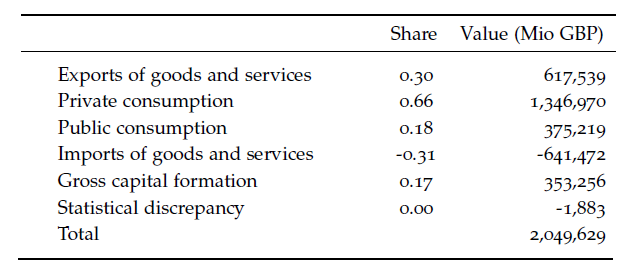 Share Value (Mio GBP)
Exports of goods and services 0.30 617,539
Private consumption 0.66 1,346,970
Public consumption 0.18 375,219
Imports of goods and services -0.31 -641,472
Gross capital formation 0.17 353,256
Statistical discrepancy 0.00 -1,883
Total 2,049,629